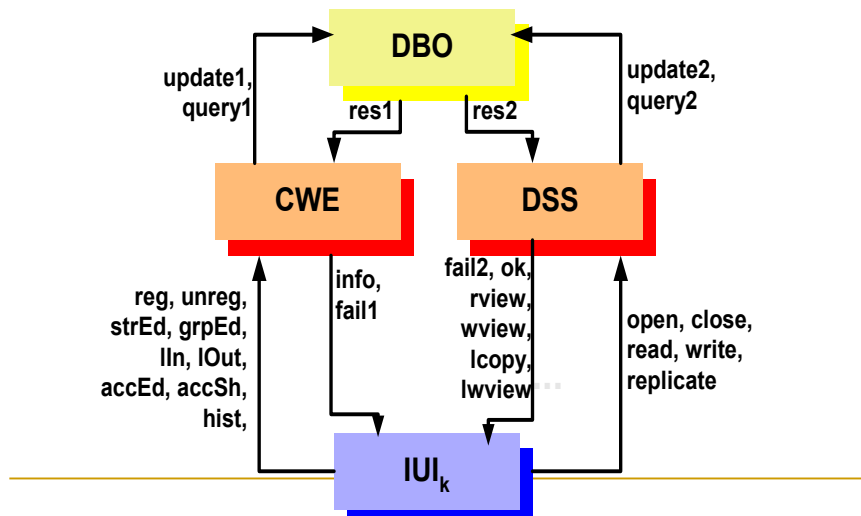 DBO
update1,
query1
res1
res2
update2,
query2
CWE
DSS
info,
fail1
fail2, ok,
rview,
wview,
lcopy,
lwview...
reg, unreg,
strEd, grpEd,
lIn, lOut,
accEd, accSh,
hist,
open, close,
read, write,
replicate
IUIk